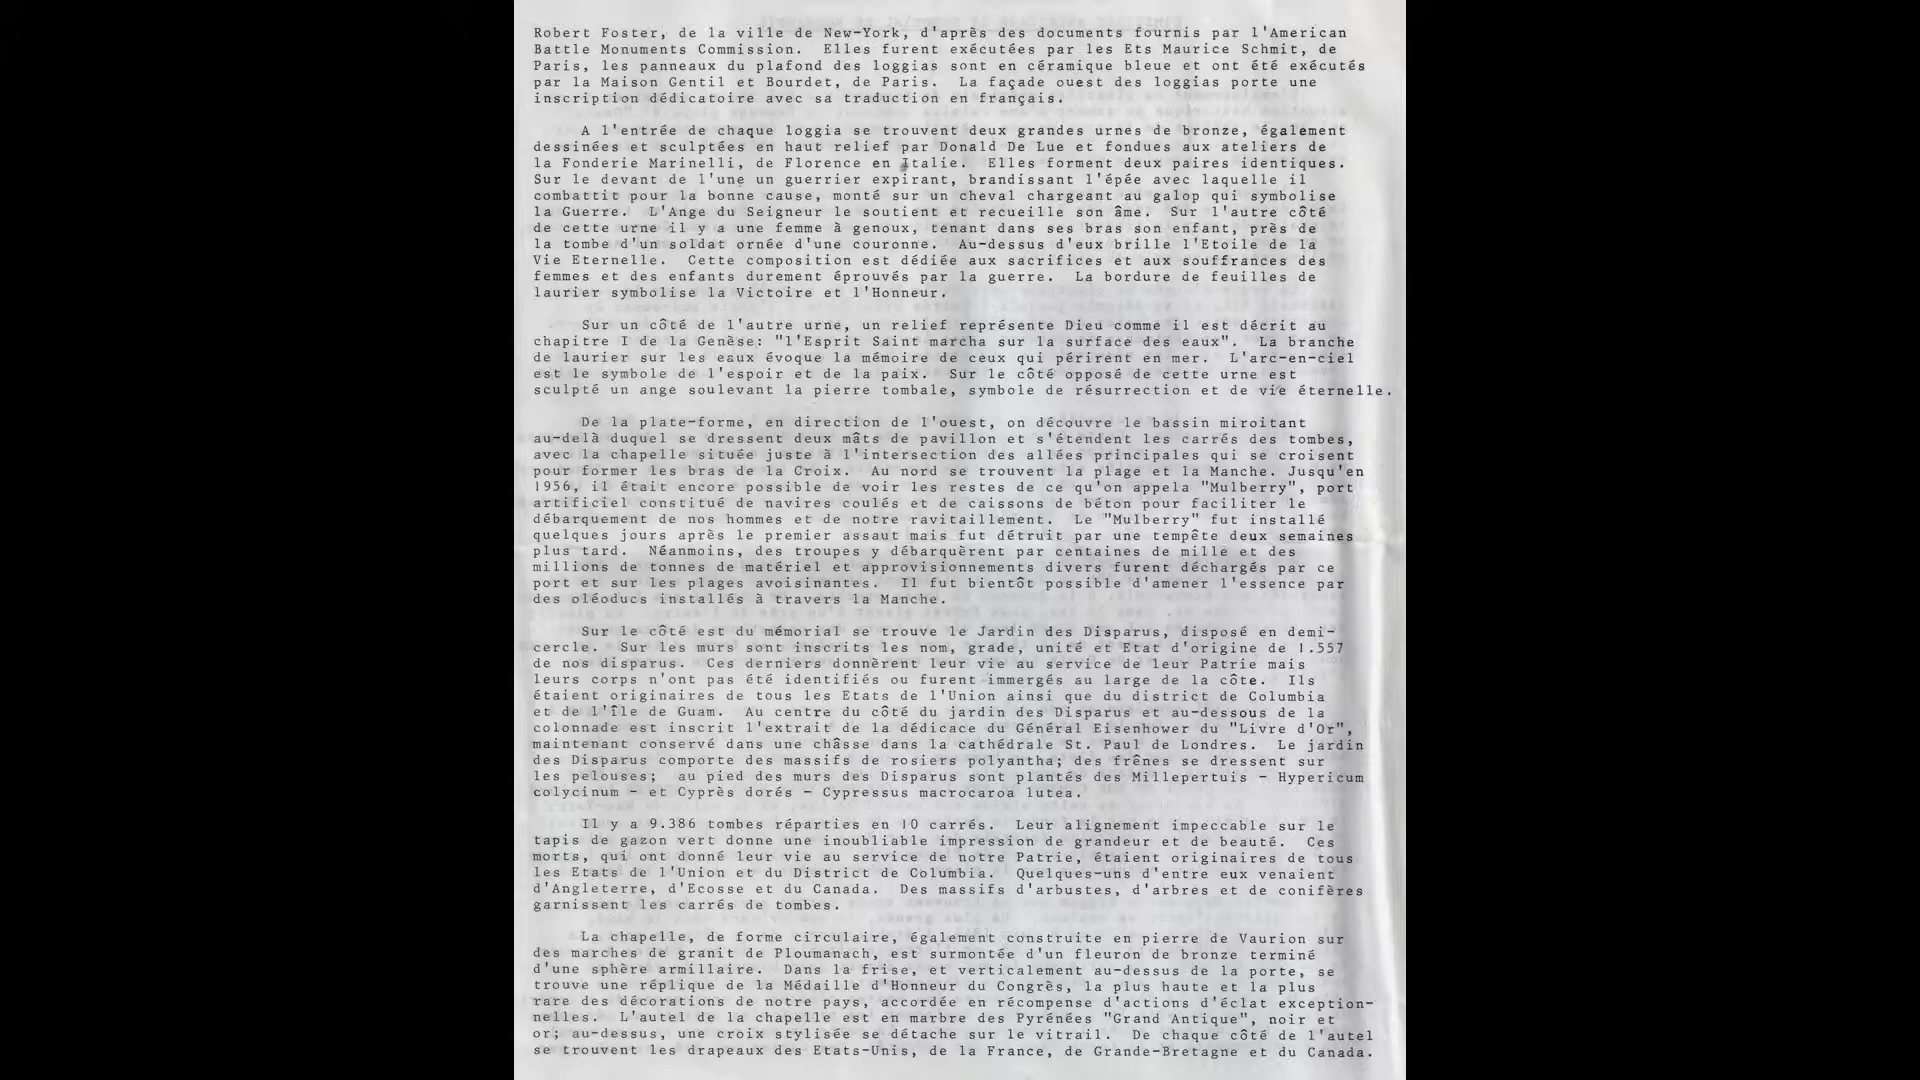 Robert Foster, de la ville de New-York, d'après des documents fournis par l'American
Battle Monuments Commission. Elles furent exécutées par les Ets Maurice Schmit, de
Paris, les panneaux du plafond des loggias sont en céramique bleue et ont été exécutés
par la Maison Gentil et Bourdet, de Paris. La façade ouest des loggias porte une
inscription dédicatoire avec sa traduction en français.
A l'entrée de chaque loggia se trouvent deux grandes urnes de bronze, également
dessinées et sculptées en haut relief par Donald De Lue et fondues aux ateliers de
la Fonderie Marinelli, de Florence en Italie. Elles forment deux paires identiques.
Sur le devant de l'une un guerrier expirant, brandissant l'épée avec laquelle il
combattit pour la bonne cause, monté sur un cheval chargeant au galop qui symbolise
la Guerre. L'Ange du Seigneur le soutient et recueille son âme. Sur l'autre côté
de cette urne il y a une femme à genoux, tenant dans ses bras son enfant, près de
la tombe d'un soldat ornée d'une couronne. Au-dessus d'eux brille l'Etoile de la
Vie Eternelle. Cette composition est dédiée aux sacrifices et aux souffrances des
femmes et des enfants durement éprouvés par la guerre. La bordure de feuilles de
laurier symbolise la Victoire et l'Honneur.
Sur un côté de l'autre urne, un relief représente Dieu comme il est décrit au
chapitre I de la Genèse: "l'Esprit Saint marcha sur la surface des eaux". La branche
de laurier sur les eaux évoque la mémoire de ceux qui périrent en mer. L'arc-en-ciel
est le symbole de l'espoir et de la paix. Sur le côté opposé de cette urne est
sculpté un ange soulevant la pierre tombale, symbole de résurrection et de vie éternelle.
De la plate-forme, en direction de l'ouest, on découvre le bassin miroitant
au-delà duquel se dressent deux mâts de pavillon et s'étendent les carrés des tombes,
avec la chapelle située juste à l'intersection des allées principales qui se croisent
pour former les bras de la Croix. Au nord se trouvent la plage et la Manche. Jusqu'en
1956, il était encore possible de voir les restes de ce qu'on appela "Mulberry", port
artificiel constitué de navires coulés et de caissons de béton pour faciliter le
débarquement de nos hommes et de notre ravitaillement. Le "Mulberry" fut installé
quelques jours après le premier assaut mais fut détruit par une tempête deux semaines
plus tard. Néanmoins, des troupes y débarquèrent par centaines de mille et des
millions de tonnes de matériel et approvisionnements divers furent déchargés par ce
port et sur les plages avoisinantes. Il fut bientôt possible d'amener l'essence par
des oléoducs installés à travers la Manche.
Sur le côté est du mémorial se trouve le Jardin des Disparus, disposé en demi-
cercle. Sur les murs sont inscrits les nom, grade, unité et Etat d'origine de 1.557
de nos disparus. Ces derniers donnèrent leur vie au service de leur Patrie mais
leurs corps n'ont pas été identifiés ou furent immergés au large de la côte. Ils
étaient originaires de tous les Etats de l'Union ainsi que du district de Columbia
et de l'île de Guam. Au centre du côté du jardin des Disparus et au-dessous de la
colonnade est inscrit l'extrait de la dédicace du Général Eisenhower du "Livre d'Or",
maintenant conservé dans une châsse dans la cathédrale St. Paul de Londres. Le jardin
des Disparus comporte des massifs de rosiers polyantha; des frênes se dressent sur
les pelouses; au pied des murs des Disparus sont plantés des Millepertuis - Hypericum
colycinum - et Cyprès dorés - Cypressus macrocaroa lutea.
Il y a 9.386 tombes réparties en 10 carrés. Leur alignement impeccable sur le
tapis de gazon vert donne une inoubliable impression de grandeur et de beauté. Ces
morts, qui ont donné leur vie au service de notre Patrie, étaient originaires de tous
les Etats de l'Union et du District de Columbia. Quelques-uns d'entre eux venaient
d'Angleterre, d'Ecosse et du Canada. Des massifs d'arbustes, d'arbres et de conifères
garnissent les carrés de tombes.
La chapelle, de forme circulaire, également construite en pierre de Vaurion sur
des marches de granit de Ploumanach, est surmontée d'un fleuron de bronze terminé
d'une sphère armillaire. Dans la frise, et verticalement au-dessus de la porte, se
trouve une réplique de la Médaille d'Honneur du Congrès, la plus haute et la plus
rare des décorations de notre pays, accordée en récompense d'actions d'éclat exception-
nelles. L'autel de la chapelle est en marbre des Pyrénées "Grand Antique", noir et
or; au-dessus, une croix stylisée se détache sur le vitrail. De chaque côté de l'autel
se trouvent les drapeaux des Etats-Unis, de la France, de Grande-Bretagne et du Canada.